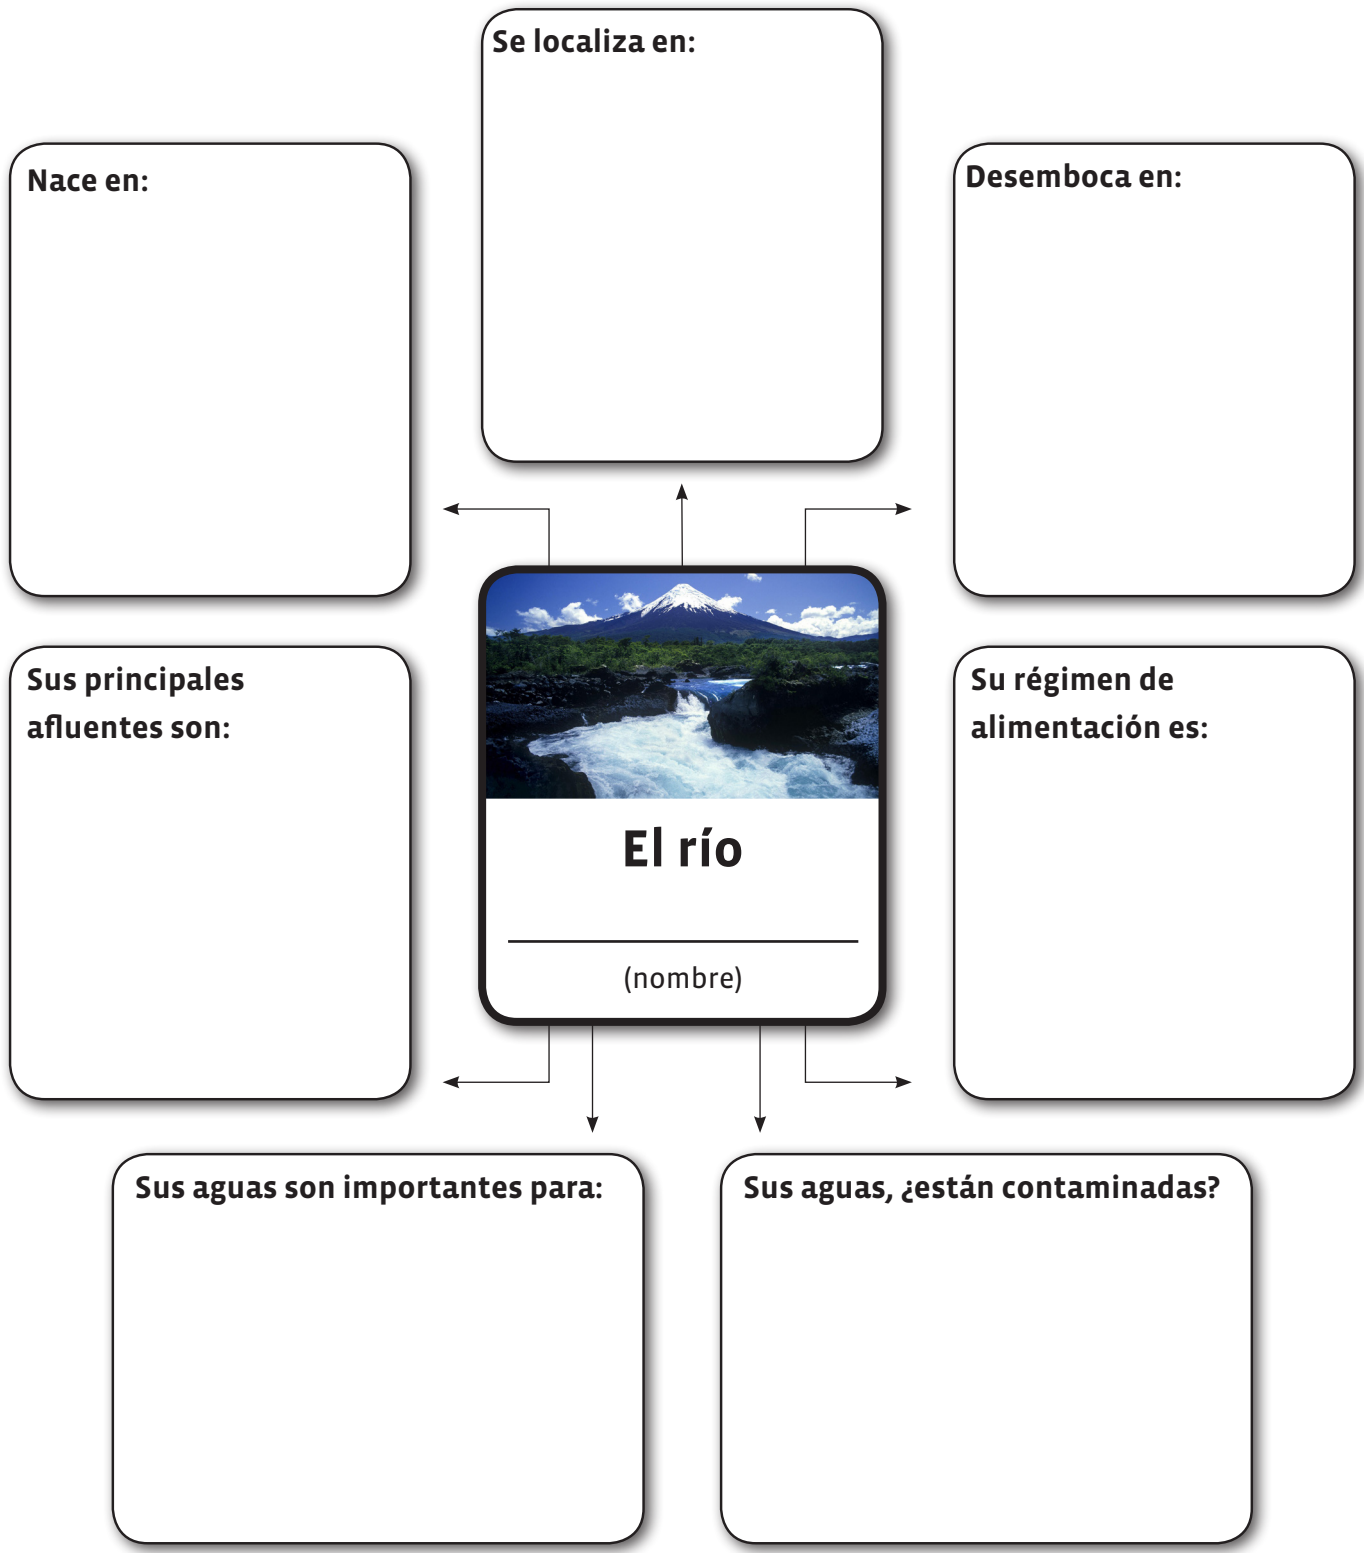 Se localiza en:
Nace en:
Desemboca en:
Sus principales
afluentes son:
Su régimen de
alimentación es:
El río
(nombre)
Sus aguas son importantes para:
Sus aguas, ¿están contaminadas?